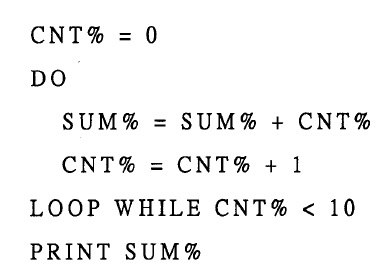 CNT% = 0
DO
SUM% = SUM% + CNT%
CNT% = CNT% + 1
LOOP WHILE CNT% < 10
PRINT SUM%